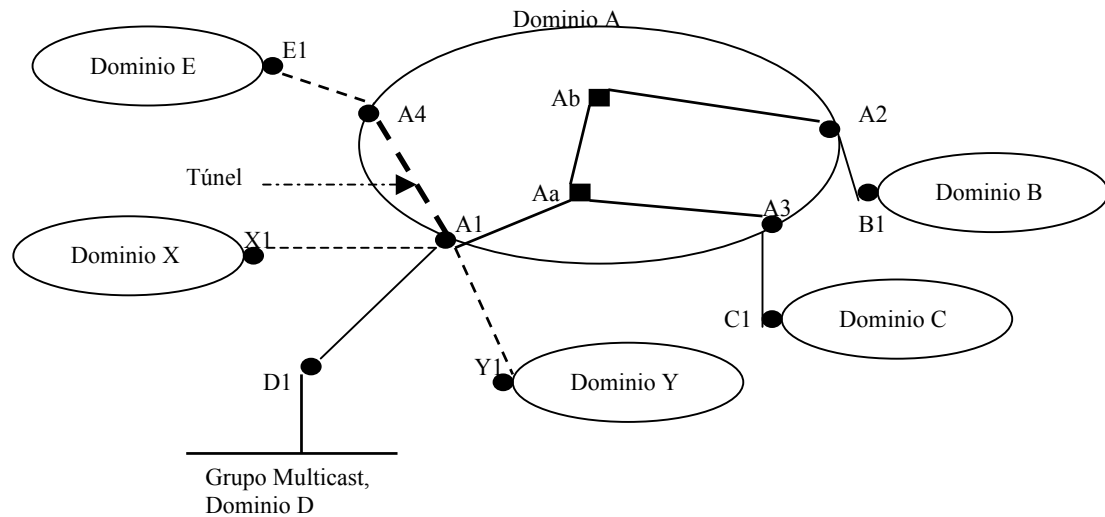 Dominio A
E1
Dominio E
Ab
A4
A2
Túnel
Aa
Dominio B
A3
B1
A1
X1
Dominio X
C1
Dominio C
Y1
Dominio Y
D1
Grupo Multicast,
Dominio D